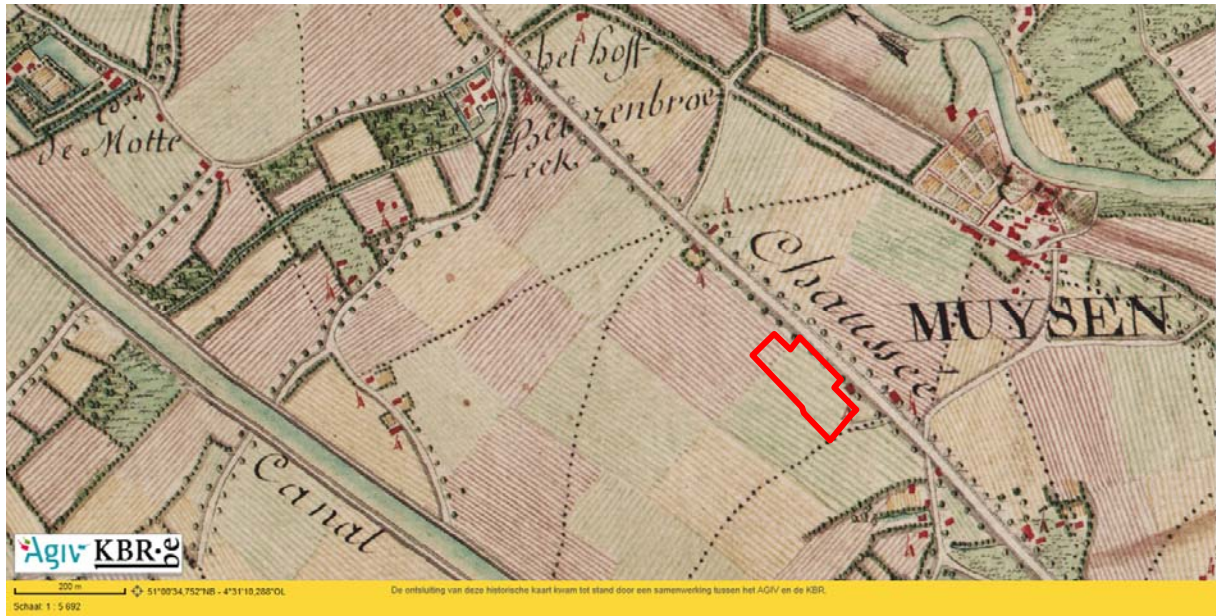 de Motte
het hoff
Beerzenbroe-
-eek.
Chaussée
MUYSEN
Canal
A
A
A
A
A
A
Agiv KBR.be
200 m
51°00'34,752"NB - 4°31'10,288"OL
De ontsluiting van deze historische kaart kwam tot stand door een samenwerking tussen het AGIV en de KBR.
Schaal: 1 : 5 692